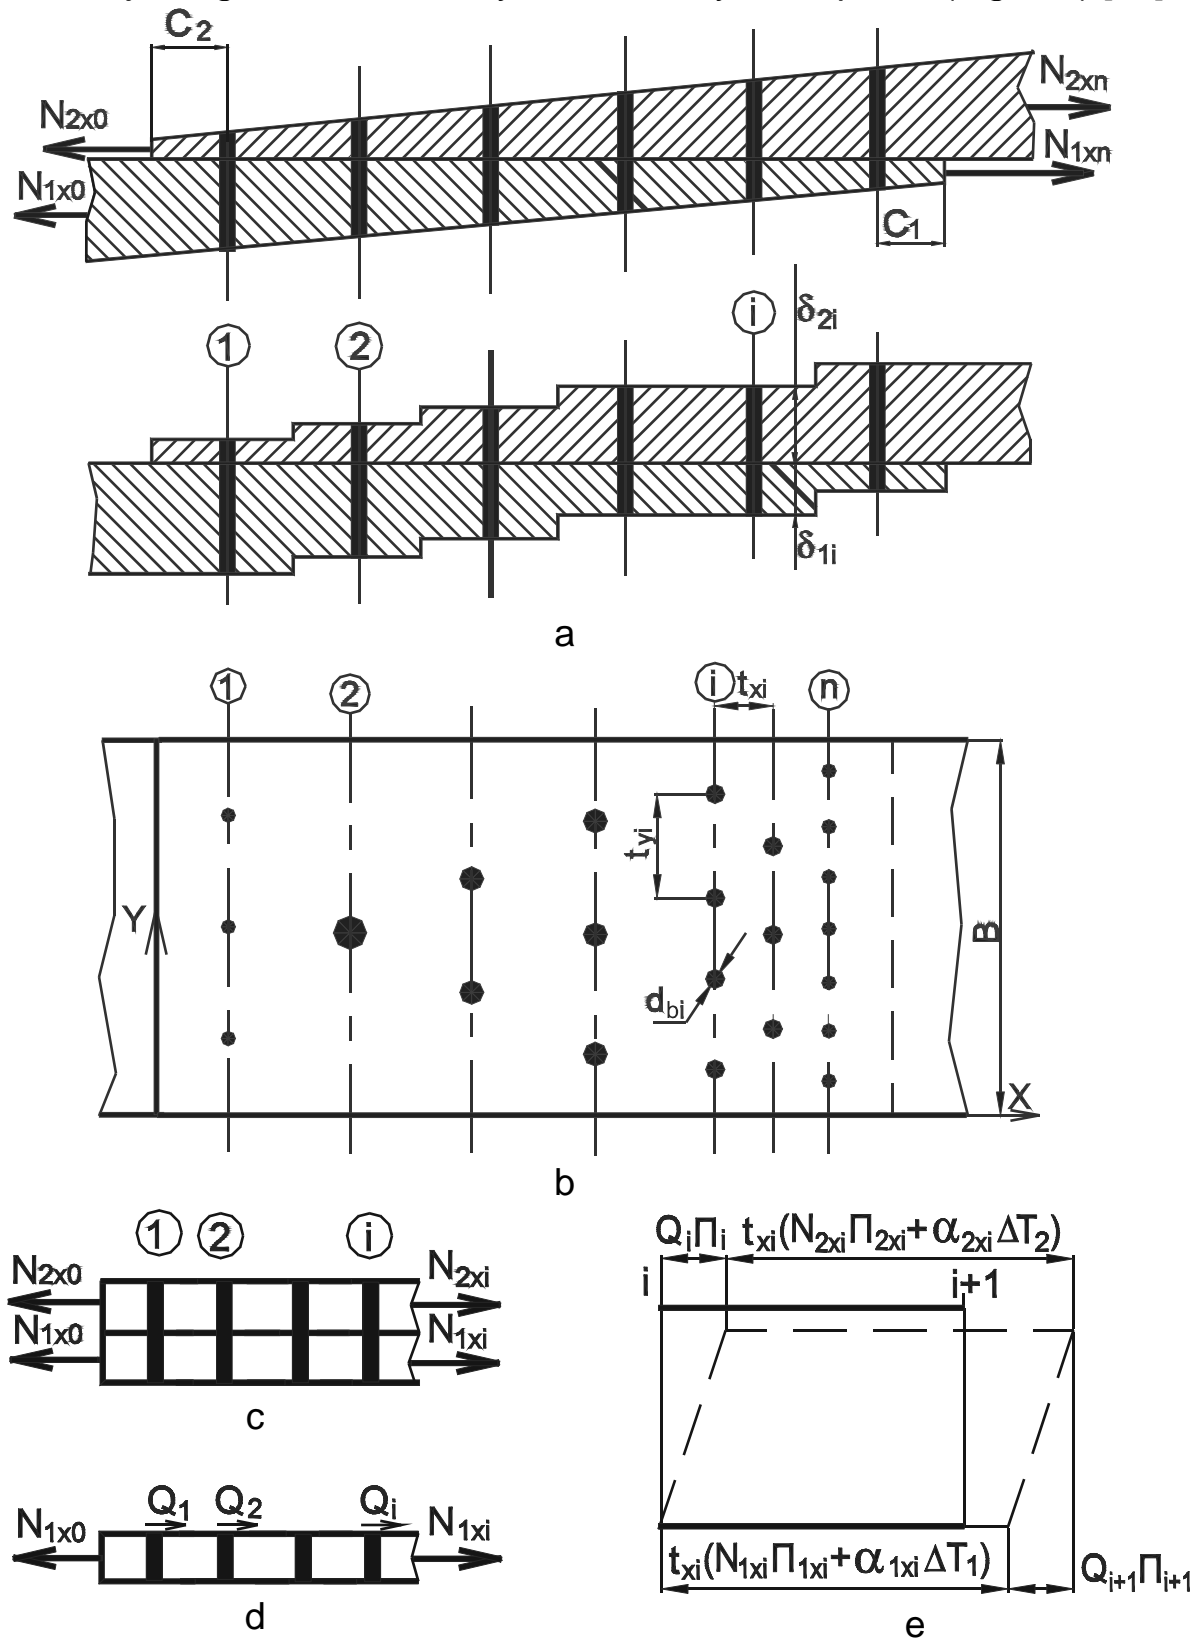 C2
N2x0
N2xn
N1xn
N1x0
C1
i
δ2i
1
2
δ1i
a
1
2
i
txi
n
tyi
Y
B
dbi
X
b
1
2
i
N2x0
N2xi
N1x0
N1xi
c
QiΠi
txi(N2xiΠ2xi+α2xiΔT2)
i
i+1
Q1
Q2
Qi
N1x0
N1xi
d
txi(N1xiΠ1xi+α1xiΔT1)
Qi+1Πi+1
e